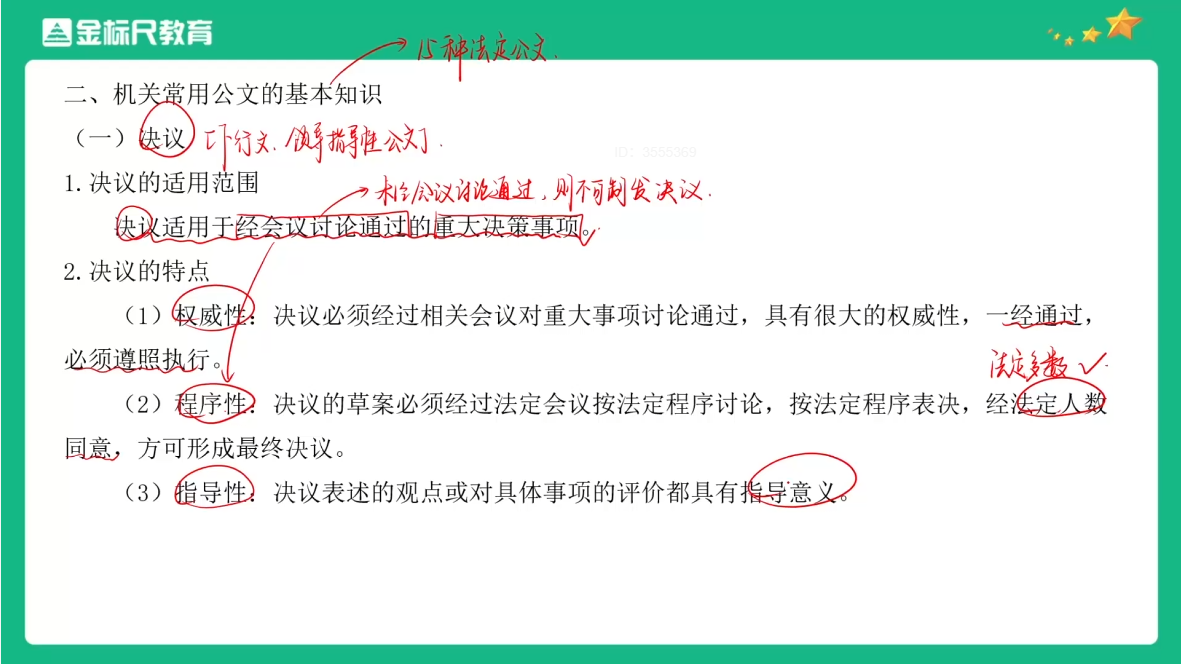 金标尺教育
15种法定公文.
二、机关常用公文的基本知识
（一）决议 [下行文、领导指导性公文].
ID：3555369
1.决议的适用范围
未经会议讨论通过,则不可制发决议.
决议适用于经会议讨论通过的重大决策事项。
2.决议的特点
（1）权威性：决议必须经过相关会议对重大事项讨论通过，具有很大的权威性，一经通过，
必须遵照执行。
法定多数
（2）程序性：决议的草案必须经过法定会议按法定程序讨论，按法定程序表决，经法定人数
同意，方可形成最终决议。
（3）指导性：决议表述的观点或对具体事项的评价都具有指导意义。